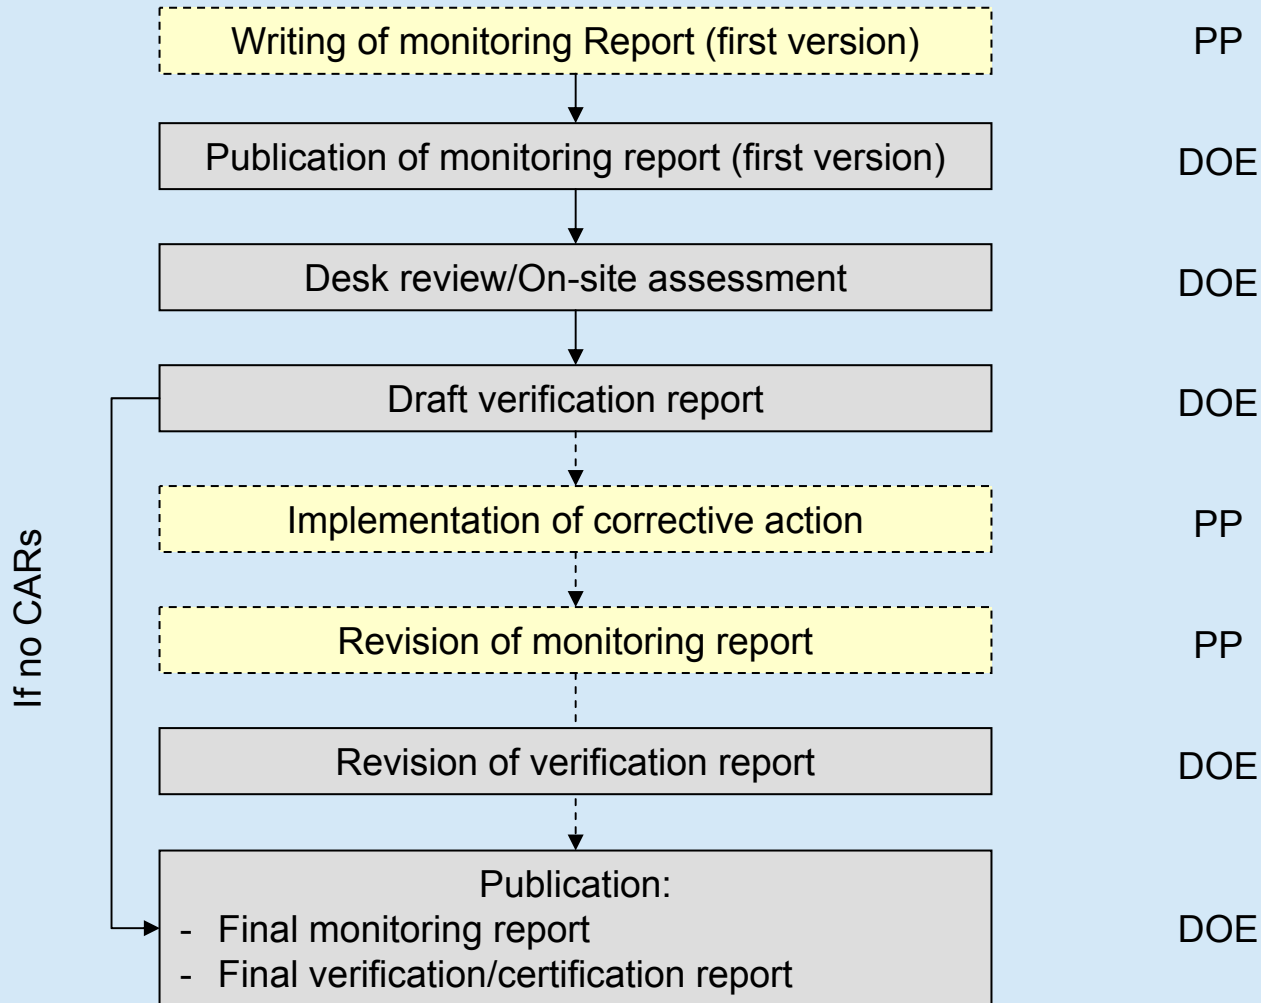 Writing of monitoring Report (first version) PP
Publication of monitoring report (first version) DOE
Desk review/On-site assessment DOE
Draft verification report DOE
Implementation of corrective action PP
If no CARs
Revision of monitoring report PP
Revision of verification report DOE
Publication:
- Final monitoring report DOE
- Final verification/certification report